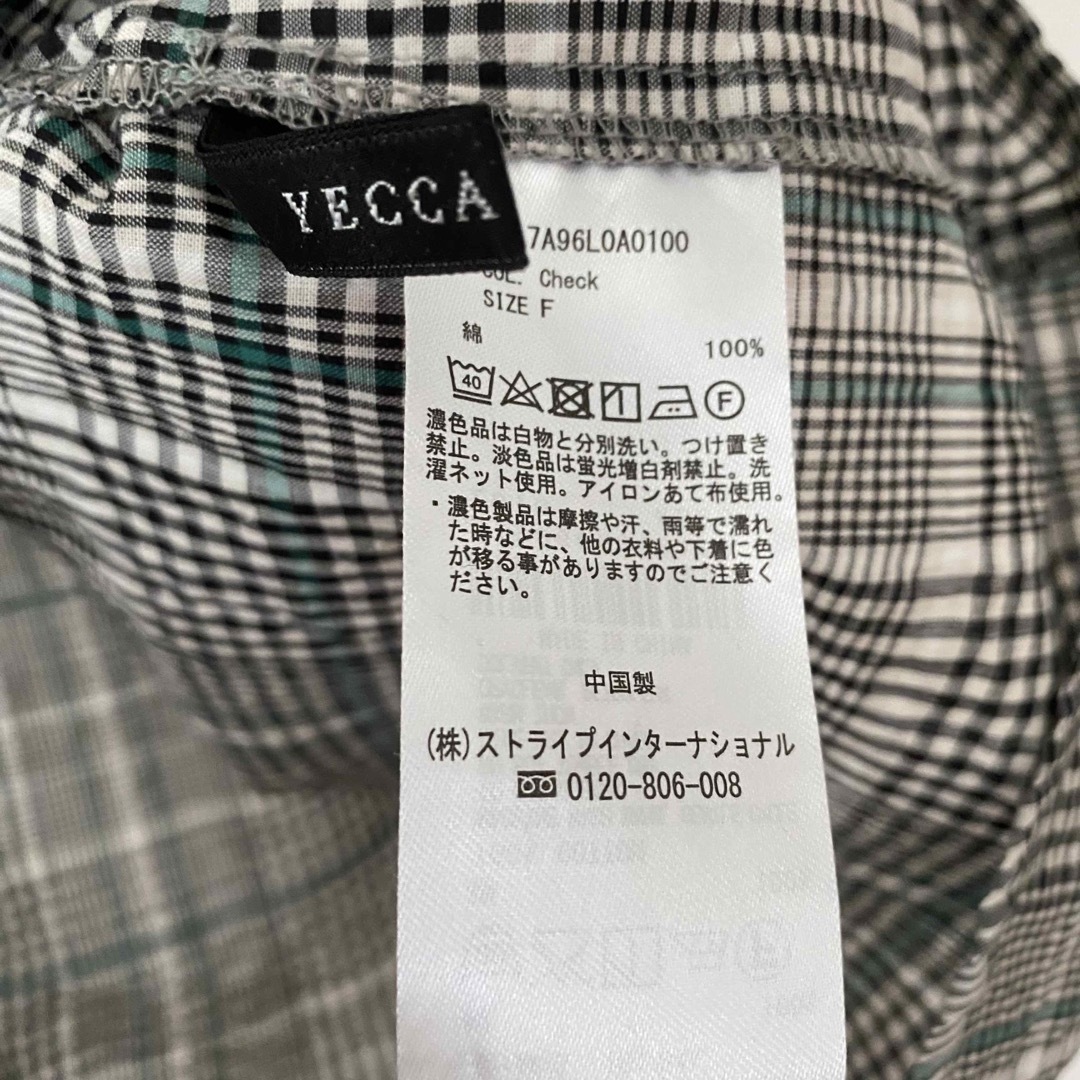 YECCA
7A96L0A0100
COL. Check
SIZE F
綿
100%
40
F
濃色品は白物と分別洗い。つけ置き
禁止。淡色品は蛍光増白剤禁止。洗
濯ネット使用。アイロンあて布使用。
・濃色製品は摩擦や汗、雨等で濡れ
た時などに、他の衣料や下着に色
が移る事がありますのでご注意く
ださい。
中国製
(株)ストライプインターナショナル
0120-806-008